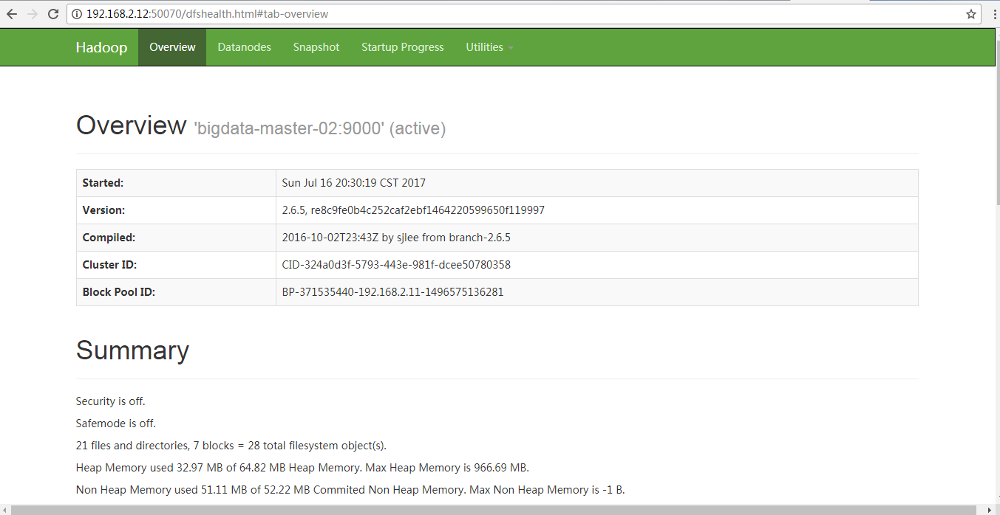 192.168.2.12:50070/dfshealth.html#tab-overview
Hadoop Overview Datanodes Snapshot Startup Progress Utilities
Overview 'bigdata-master-02:9000' (active)
Started: Sun Jul 16 20:30:19 CST 2017
Version: 2.6.5, re8c9fe0b4c252caf2ebf1464220599650f119997
Compiled: 2016-10-02T23:43Z by sjlee from branch-2.6.5
Cluster ID: CID-324a0d3f-5793-443e-981f-dcee50780358
Block Pool ID: BP-371535440-192.168.2.11-1496575136281
Summary
Security is off.
Safemode is off.
21 files and directories, 7 blocks = 28 total filesystem object(s).
Heap Memory used 32.97 MB of 64.82 MB Heap Memory. Max Heap Memory is 966.69 MB.
Non Heap Memory used 51.11 MB of 52.22 MB Commited Non Heap Memory. Max Non Heap Memory is -1 B.